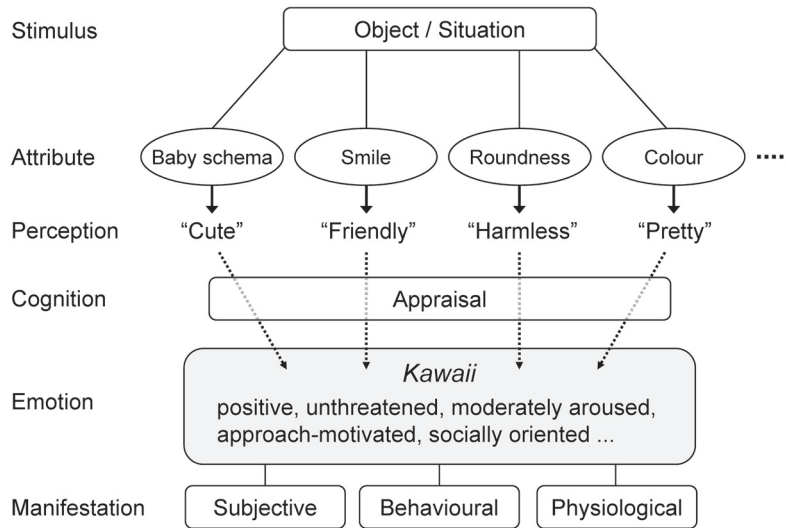 Stimulus
Object / Situation
Attribute
Baby schema
Smile
Roundness
Colour
....
Perception
“Cute”
“Friendly”
“Harmless”
“Pretty”
Cognition
Appraisal
Emotion
Kawaii
positive, unthreatened, moderately aroused,
approach-motivated, socially oriented ...
Manifestation
Subjective
Behavioural
Physiological